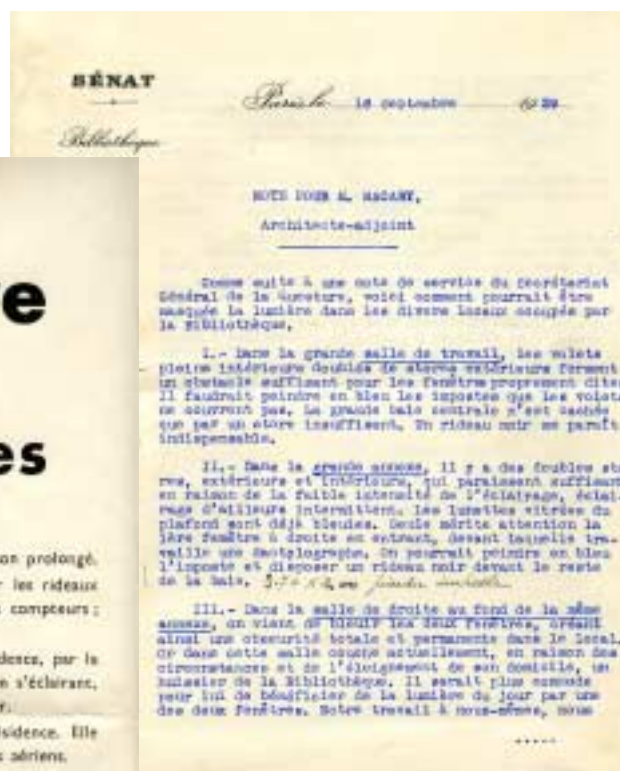 SÉNAT
Bibliothèque
Paris le 18 septembre 1939
NOTE POUR M. MACARY,
Architecte-adjoint
Comme suite à une note de service du Secrétariat
Général de la Questure, voici comment pourrait être
masquée la lumière dans les divers locaux occupés par
la Bibliothèque.
I.- Dans la grande salle de travail, les volets
pleins intérieurs doublés de stores extérieurs forment
un obstacle suffisant pour les fenêtres proprement dites
Il faudrait peindre en bleu les impostes que les volets
ne couvrent pas. La grande baie centrale n'est cachée
que par un store insuffisant. Un rideau noir me paraît
indispensable.
II.- Dans la grande annexe, il y a des doubles sto
res, extérieurs et intérieurs, qui paraissent suffisant
en raison de la faible intensité de l'éclairage, éclai
rage d'ailleurs intermittent. Les lunettes vitrées du
plafond sont déjà bleuies. Seule mérite attention la
1ère fenêtre à droite en entrant, devant laquelle tra-
vaille une dactylographe. On pourrait peindre en bleu
l'imposte et disposer un rideau noir devant le reste
de la baie.
III.- Dans la salle de droite au fond de la même
annexe, on vient de bleuir les deux fenêtres, créant
ainsi une obscurité totale et permanente dans le local.
Or dans cette salle couche actuellement, en raison des
circonstances et de l'éloignement de son domicile, un
huissier de la Bibliothèque. Il serait plus commode
pour lui de bénéficier de la lumière du jour par une
des deux fenêtres. Notre travail à nous-mêmes, nous
.....
e
es
on prolongé.
r les rideaux
compteurs ;
dence, par la
n s'éclairant,
r.
sidence. Elle
s aériens.